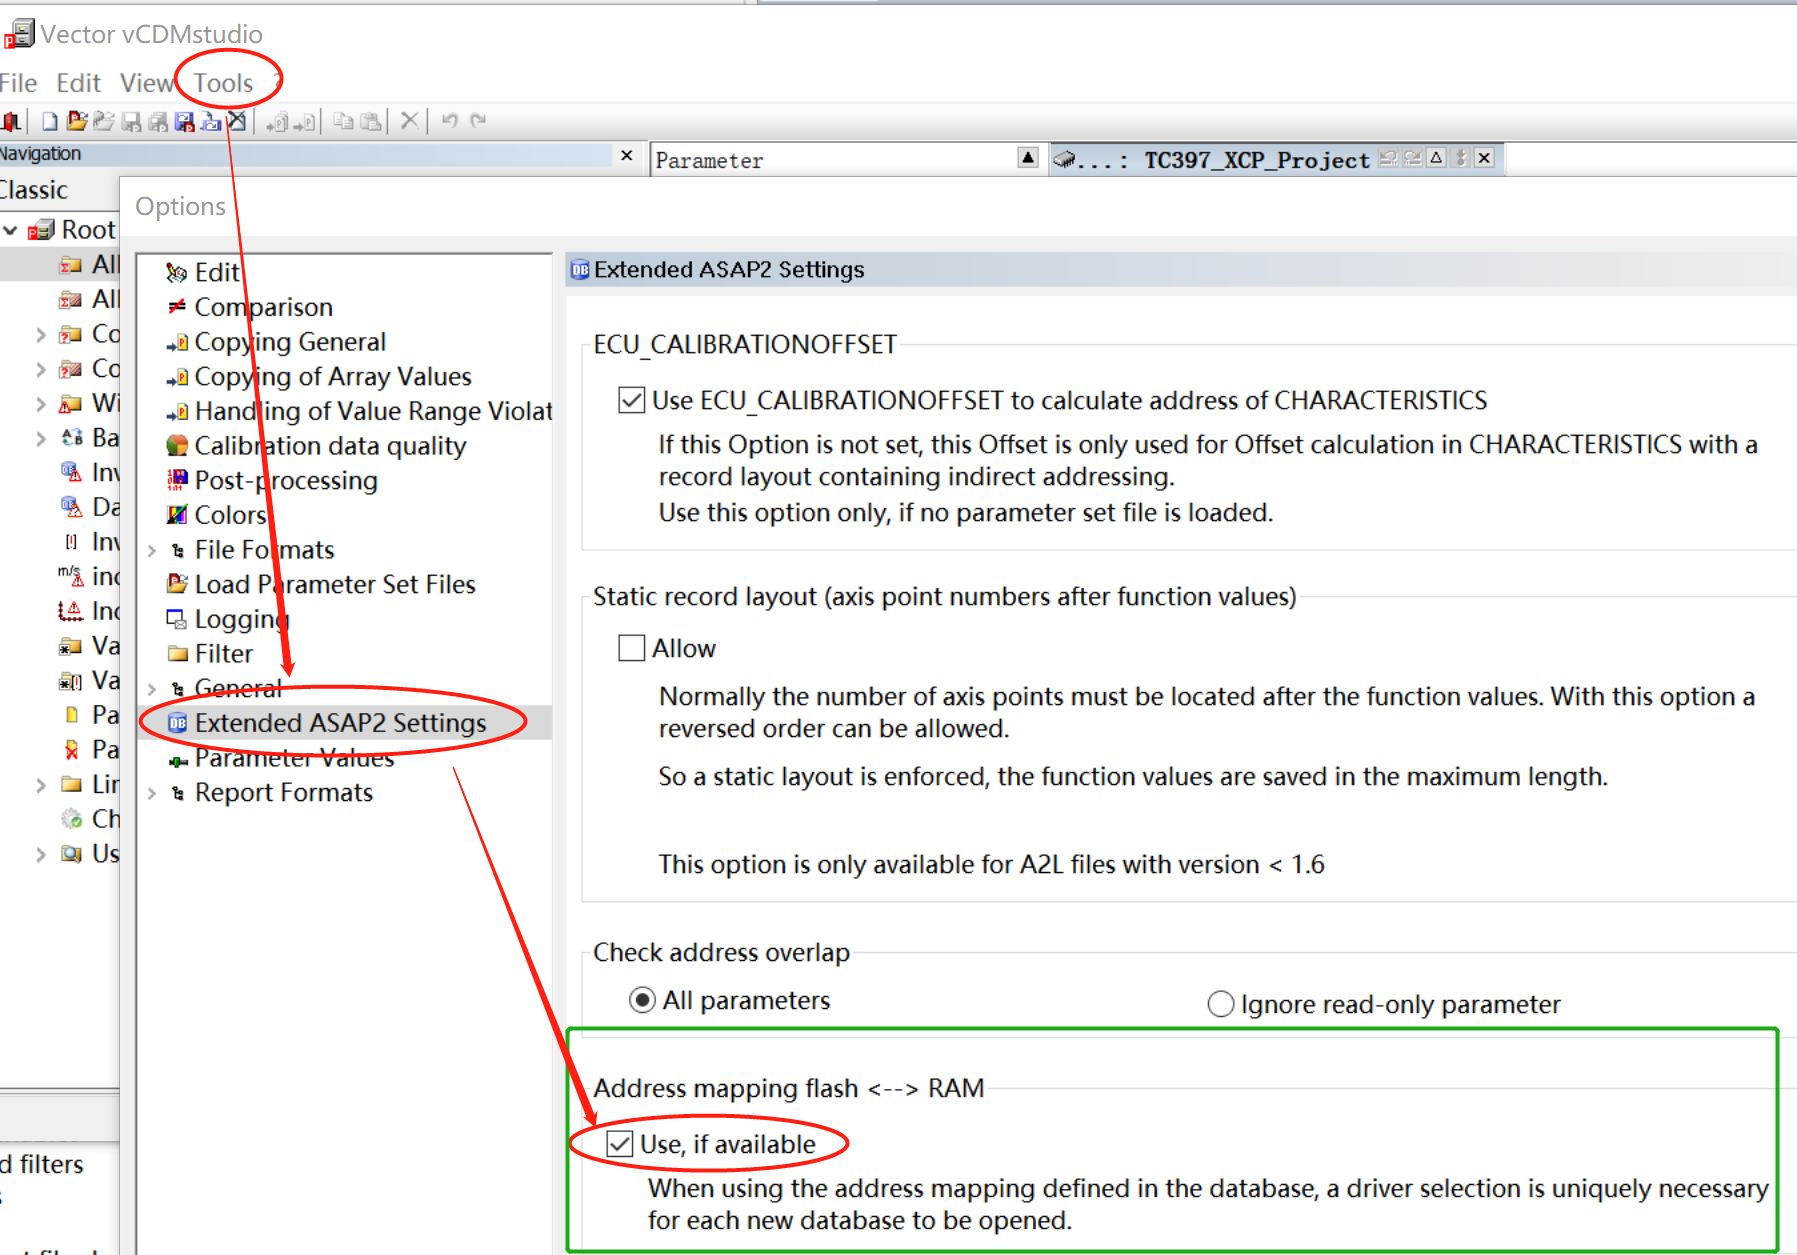 Vector vCDMstudio
File Edit View Tools ?
Navigation
Classic
Parameter
...: TC397_XCP_Project
Root
All
All
Co
Co
Wi
Ba
Inv
Da
Inv
inc
Inc
Va
Va
Pa
Pa
Lin
Ch
Us
d filters
Options
Edit
Comparison
Copying General
Copying of Array Values
Handling of Value Range Violat
Calibration data quality
Post-processing
Colors
File Formats
Load Parameter Set Files
Logging
Filter
General
Extended ASAP2 Settings
Parameter Values
Report Formats
Extended ASAP2 Settings
ECU_CALIBRATIONOFFSET
Use ECU_CALIBRATIONOFFSET to calculate address of CHARACTERISTICS
If this Option is not set, this Offset is only used for Offset calculation in CHARACTERISTICS with a
record layout containing indirect addressing.
Use this option only, if no parameter set file is loaded.
Static record layout (axis point numbers after function values)
Allow
Normally the number of axis points must be located after the function values. With this option a
reversed order can be allowed.
So a static layout is enforced, the function values are saved in the maximum length.
This option is only available for A2L files with version < 1.6
Check address overlap
All parameters
Ignore read-only parameter
Address mapping flash <--> RAM
Use, if available
When using the address mapping defined in the database, a driver selection is uniquely necessary
for each new database to be opened.